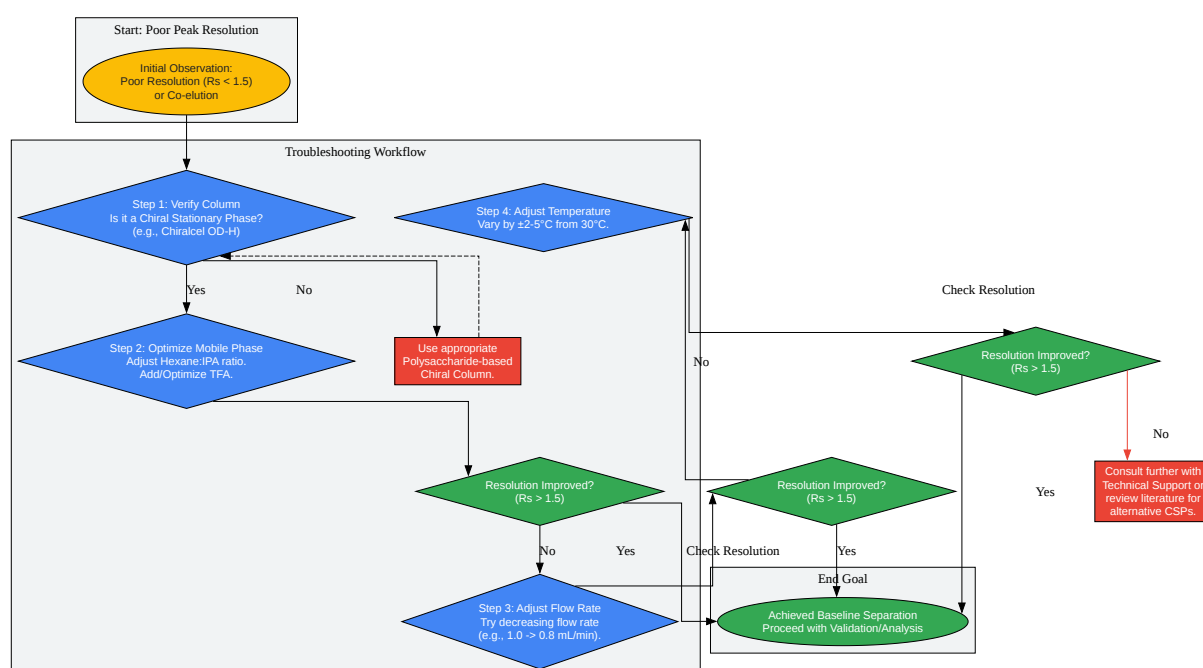 Start: Poor Peak Resolution
Initial Observation:
Poor Resolution (Rs < 1.5)
or Co-elution
Troubleshooting Workflow
Step 1: Verify Column
Is it a Chiral Stationary Phase?
(e.g., Chiralcel OD-H)
Step 4: Adjust Temperature
Vary by ±2-5°C from 30°C.
Yes
No
Check Resolution
Step 2: Optimize Mobile Phase
Adjust Hexane:IPA ratio.
Add/Optimize TFA.
Use appropriate
Polysaccharide-based
Chiral Column.
No
Resolution Improved?
(Rs > 1.5)
No
Resolution Improved?
(Rs > 1.5)
Resolution Improved?
(Rs > 1.5)
Yes
Consult further with
Technical Support or
review literature for
alternative CSPs.
No
Yes
Check Resolution
Yes
End Goal
Step 3: Adjust Flow Rate
Try decreasing flow rate
(e.g., 1.0 -> 0.8 mL/min).
Achieved Baseline Separation
Proceed with Validation/Analysis